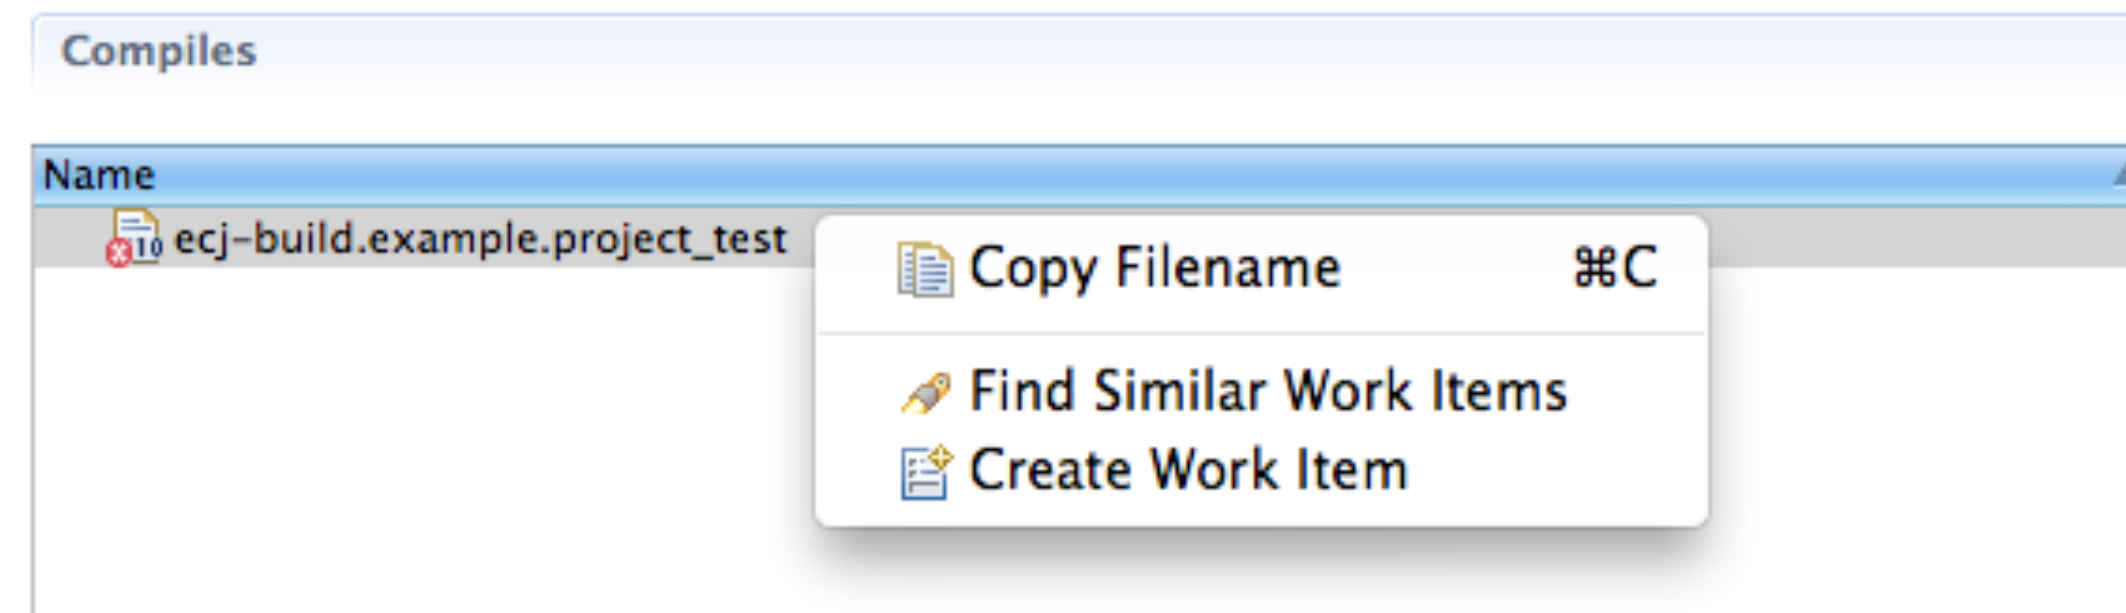 Compiles
Name
ecj-build.example.project_test
Copy Filename ⌘C
Find Similar Work Items
Create Work Item